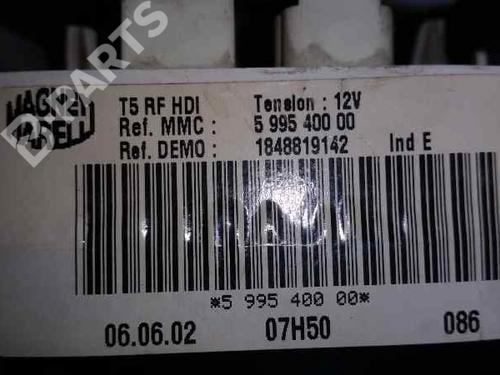 MAGNETI
MARELLI
T5 RF HDI Tension : 12V
Ref. MMC : 5 995 400 00
Ref. DEMO : 1848819142 Ind E
*5 995 400 00*
06.06.02 07H50 086
B-PARTS